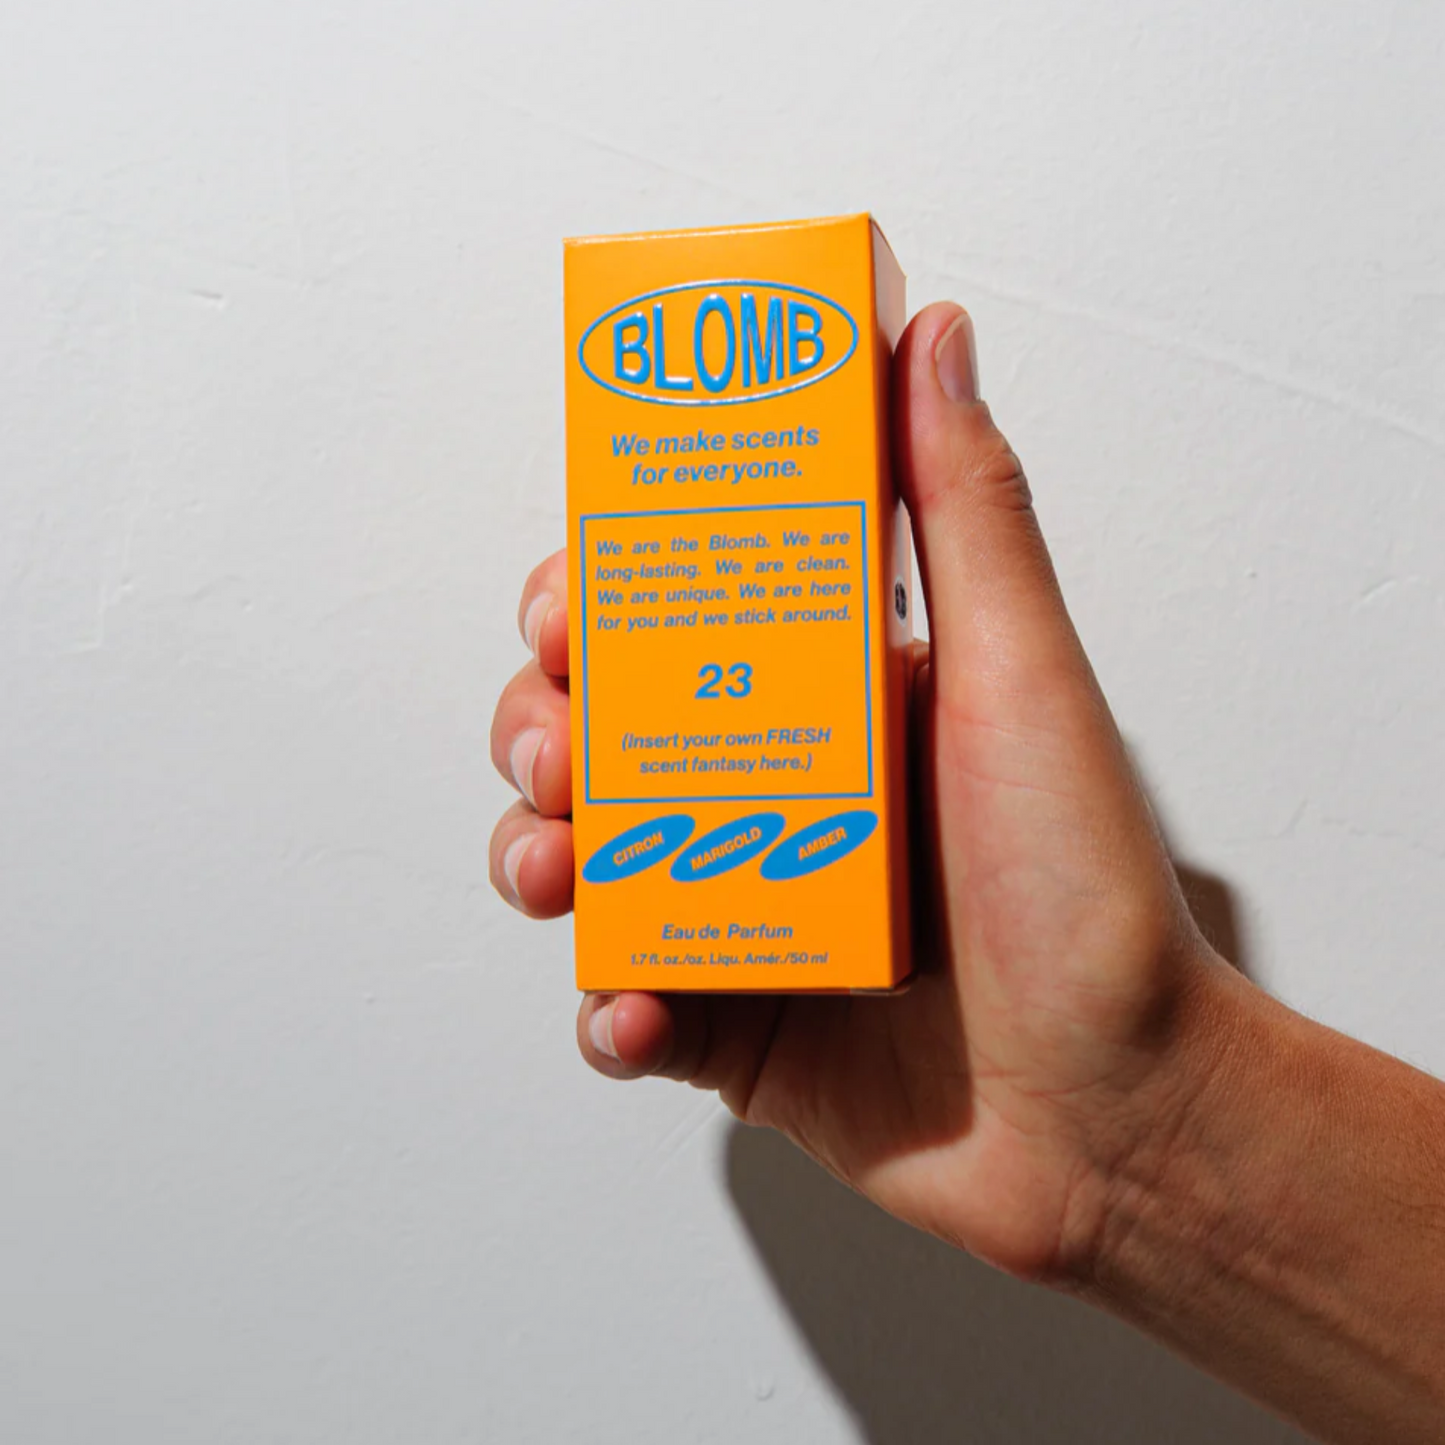 BLOMB
We make scents
for everyone.
We are the Blomb. We are
long-lasting. We are clean.
We are unique. We are here
for you and we stick around.
23
(Insert your own FRESH
scent fantasy here.)
CITRON MARIGOLD AMBER
Eau de Parfum
1.7 fl. oz./oz. Liqu. Amér./50 ml